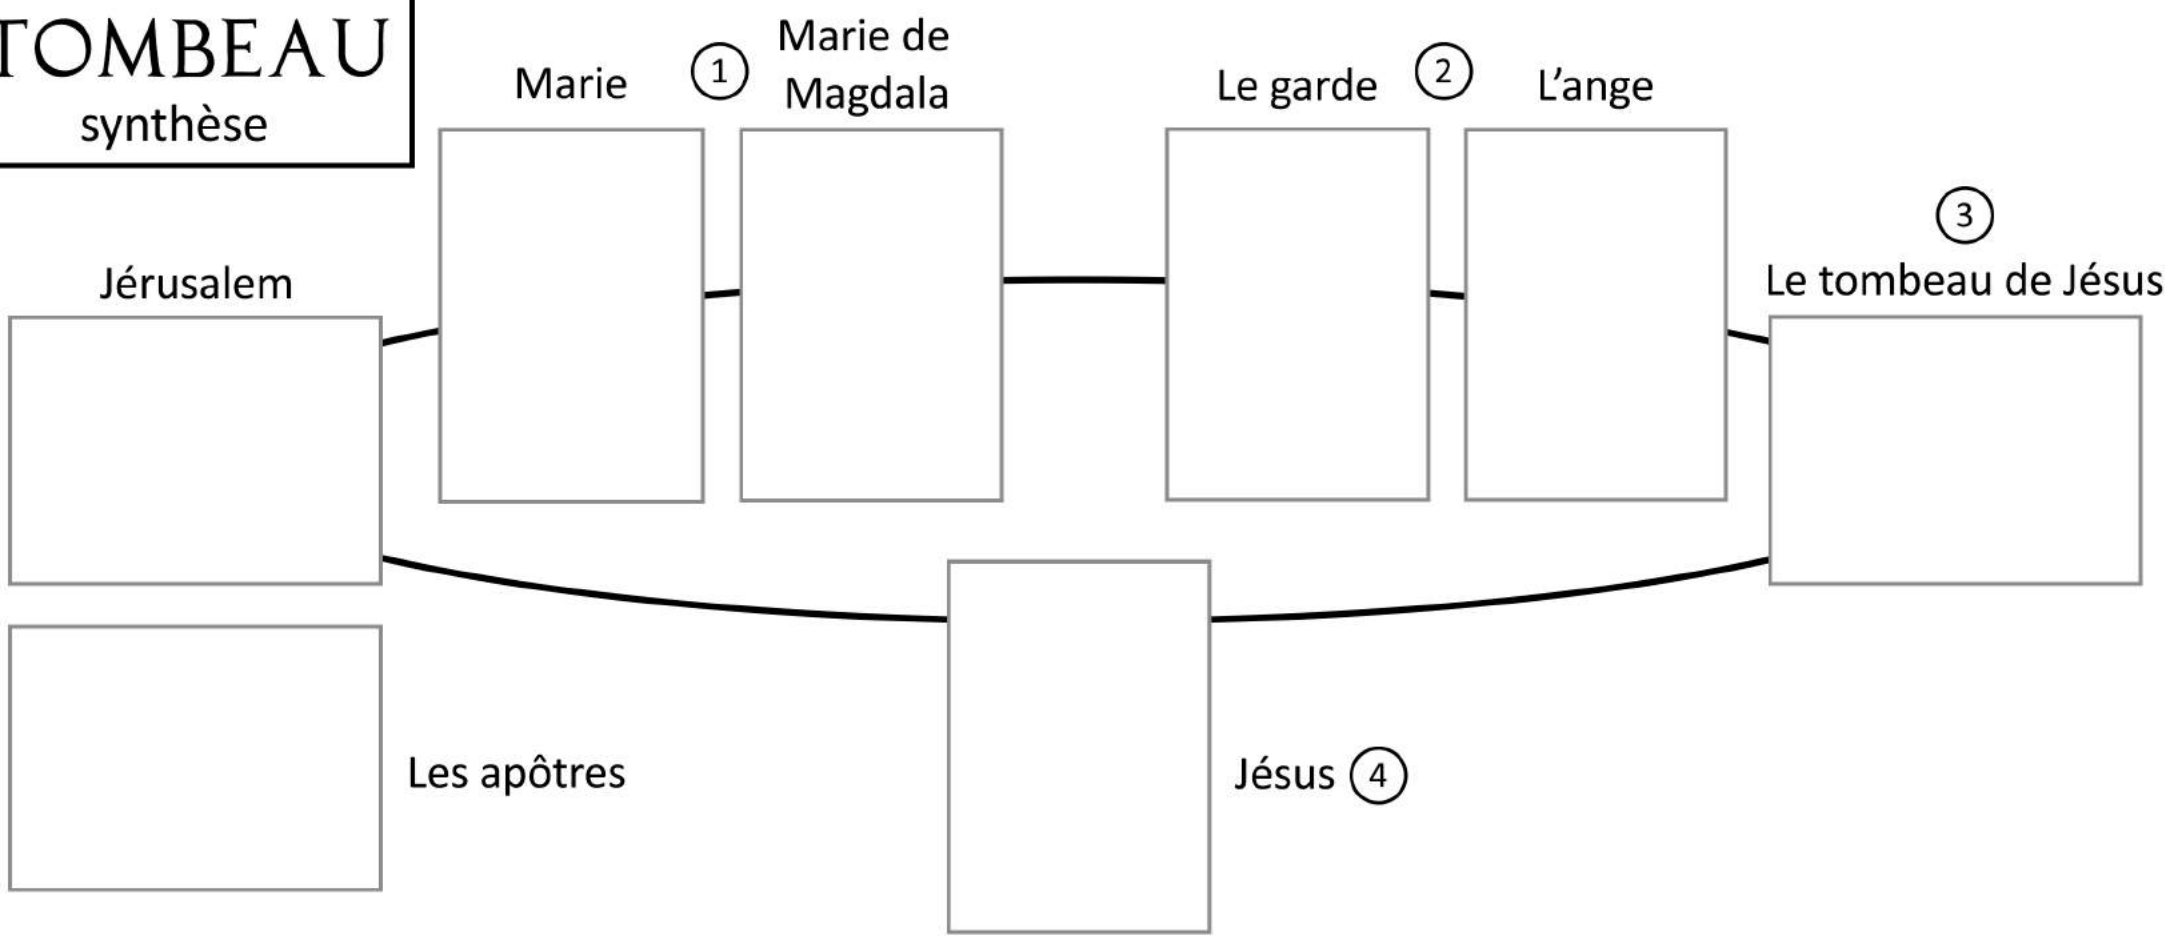 TOMBEAU
synthèse
Marie
1
Marie de
Magdala
Le garde
2
L’ange
3
Le tombeau de Jésus
Jérusalem
Les apôtres
Jésus 4